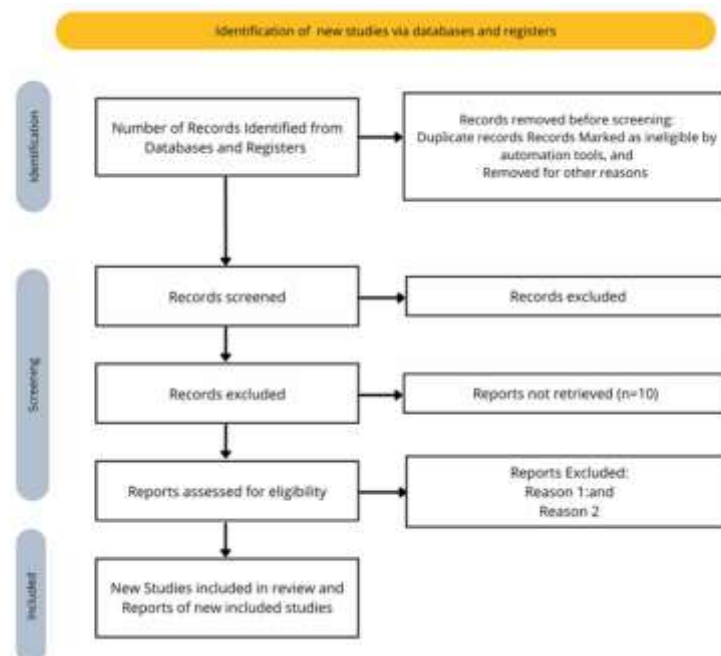 Identification of new studies via databases and registers
Identification
Number of Records Identified from
Databases and Registers
Records removed before screening:
Duplicate records Records Marked as ineligible by
automation tools, and
Removed for other reasons
Screening
Records screened
Records excluded
Records excluded
Reports not retrieved (n=10)
Reports assessed for eligibility
Reports Excluded:
Reason 1:and
Reason 2
Included
New Studies included in review and
Reports of new included studies